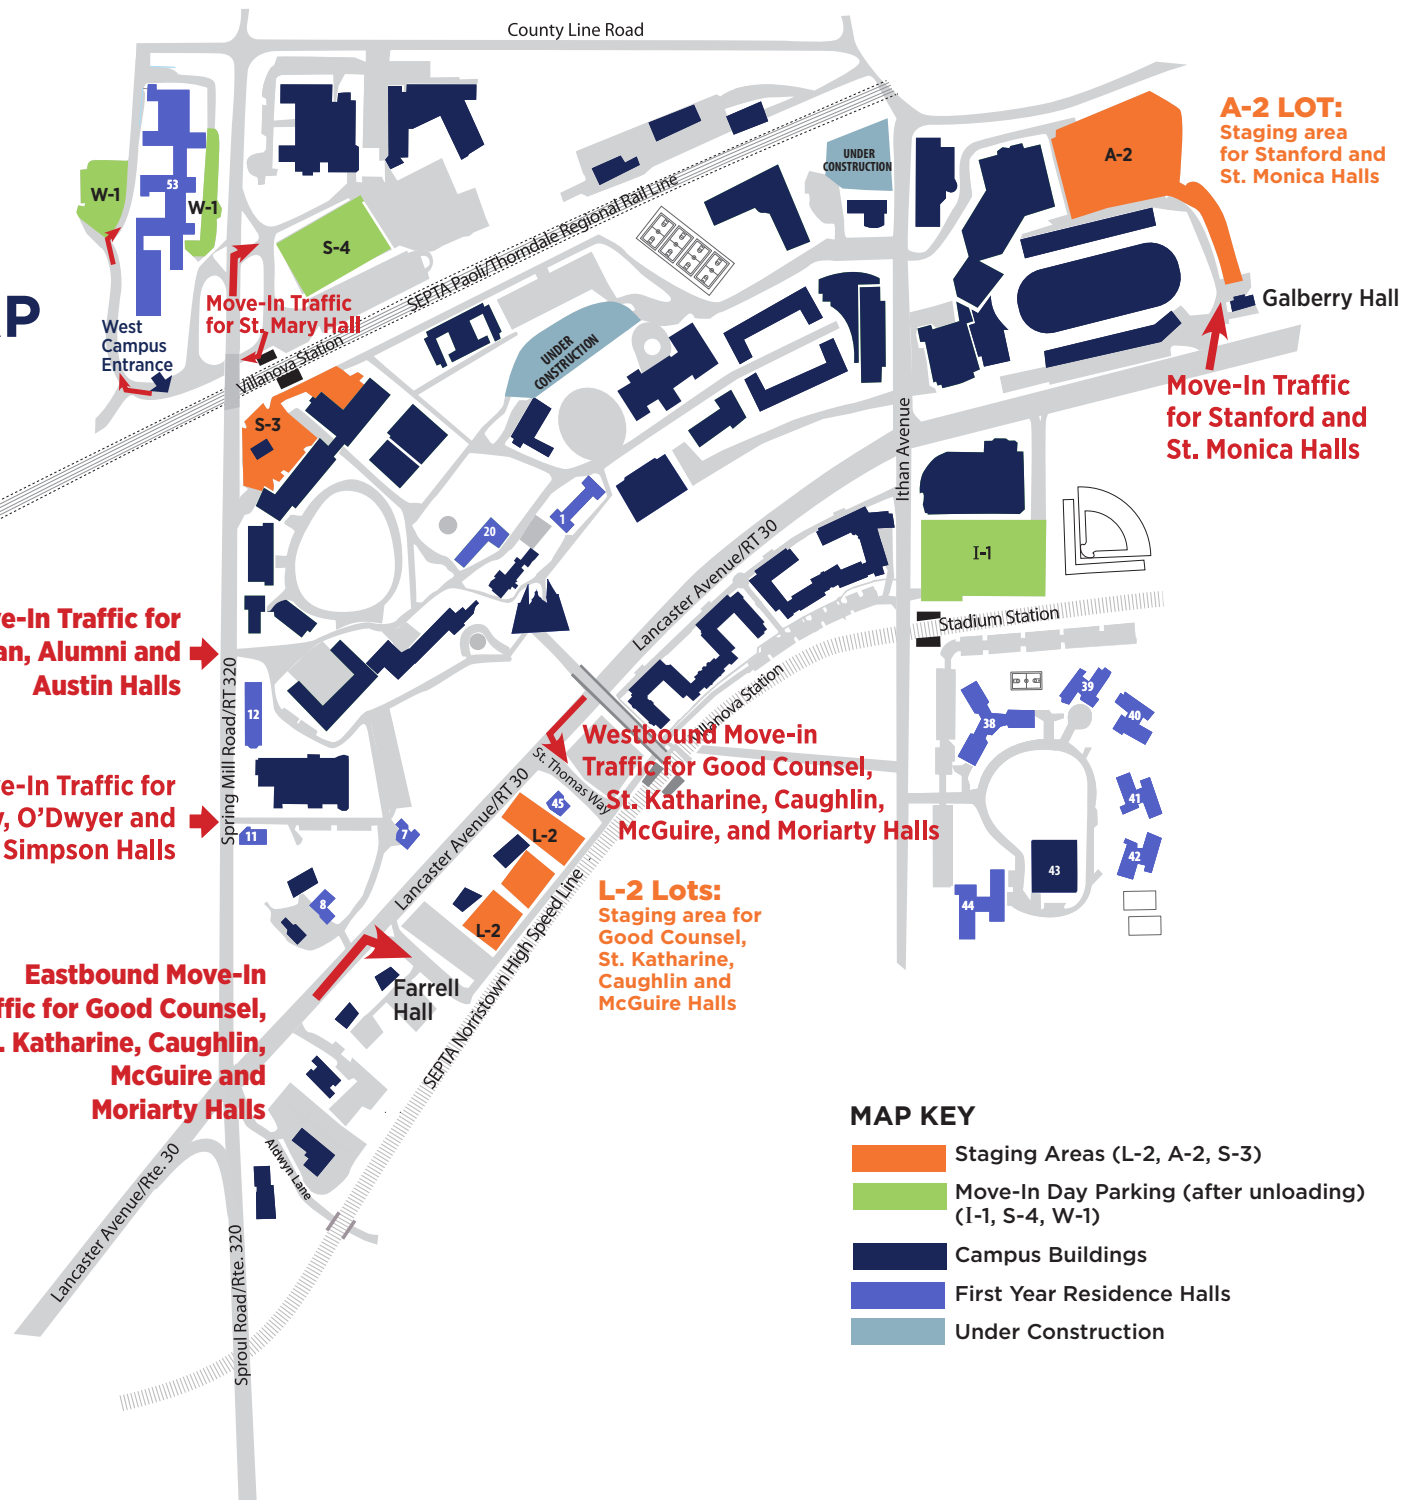 County Line Road
A-2 LOT:
Staging area
for Stanford and
St. Monica Halls
UNDER
CONSTRUCTION
A-2
53
W-1
W-1
S-4
SEPTA Paoli/Thorndale Regional Rail Line
Move-In Traffic
for St. Mary Hall
Galberry Hall
West
Campus
Entrance
Villanova Station
UNDER
CONSTRUCTION
Move-In Traffic
for Stanford and
St. Monica Halls
S-3
Ithan Avenue
20
1
I-1
Lancaster Avenue/RT 30
Stadium Station
Traffic for
Alumni and
Austin Halls
Spring Mill Road/RT 320
12
Villanova Station
39
38
40
Westbound Move-in
Traffic for Good Counsel,
St. Katharine, Caughlin,
McGuire, and Moriarty Halls
St. Thomas Way
Traffic for
O'Dwyer and
Simpson Halls
11
7
45
L-2
41
42
43
44
Lancaster Avenue/RT 30
8
L-2
L-2 Lots:
Staging area for
Good Counsel,
St. Katharine,
Caughlin and
McGuire Halls
Eastbound Move-In
for Good Counsel,
Katharine, Caughlin,
McGuire and
Moriarty Halls
Farrell
Hall
SEPTA Norristown High Speed Line
Aldwyn Lane
Lancaster Avenue/Rte. 30
Sproul Road/Rte. 320
MAP KEY
Staging Areas (L-2, A-2, S-3)
Move-In Day Parking (after unloading)
(I-1, S-4, W-1)
Campus Buildings
First Year Residence Halls
Under Construction